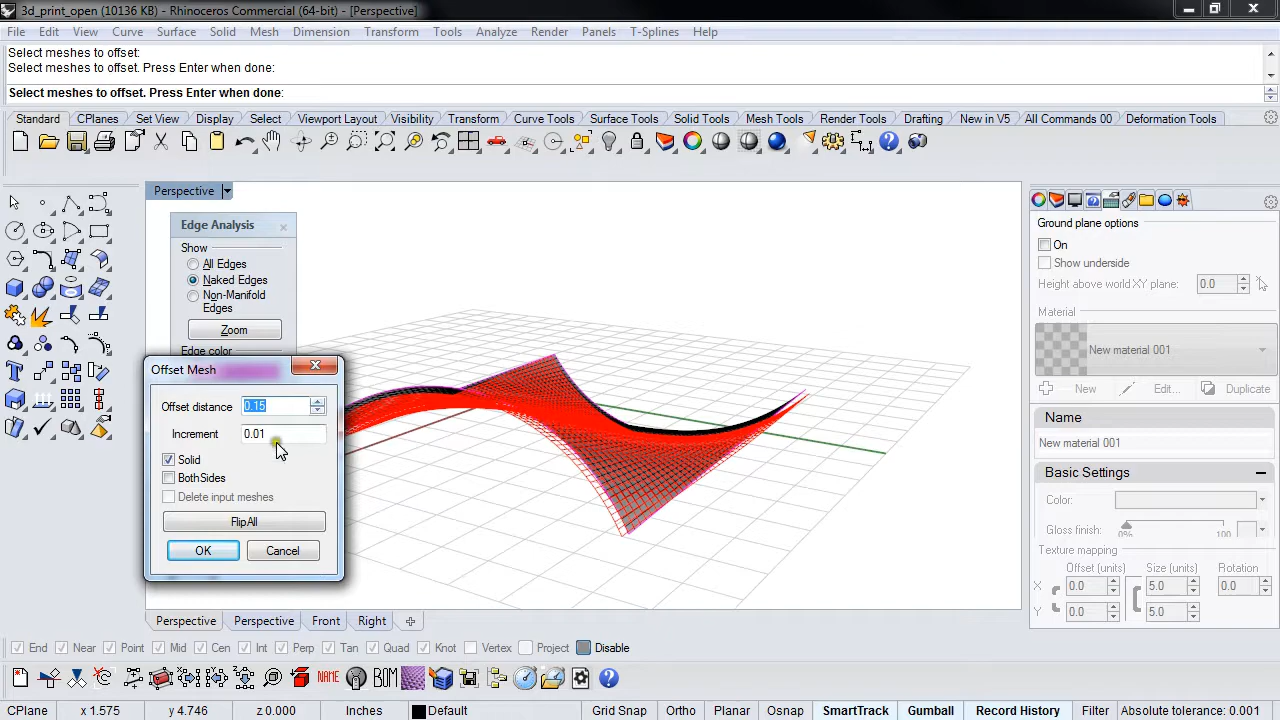 3d_print_open (10136 KB) - Rhinoceros Commercial (64-bit) - [Perspective]
File Edit View Curve Surface Solid Mesh Dimension Transform Tools Analyze Render Panels T-Splines Help
Select meshes to offset:
Select meshes to offset. Press Enter when done:
Select meshes to offset. Press Enter when done:
Standard CPlanes Set View Display Select Viewport Layout Visibility Transform Curve Tools Surface Tools Solid Tools Mesh Tools Render Tools Drafting New in V5 All Commands 00 Deformation Tools
Perspective
Edge Analysis
Show
All Edges
Naked Edges
Non-Manifold
Edges
Zoom
Edge color
Offset Mesh
Offset distance 0.15
Increment 0.01
Solid
BothSides
Delete input meshes
FlipAll
OK Cancel
Ground plane options
On
Show underside
Height above world XY plane: 0.0
Material
New material 001
New Edit... Duplicate
Name
New material 001
Basic Settings
Color:
Gloss finish: 0% 100
Texture mapping
Offset (units) Size (units) Rotation
X 0.0 5.0 0.0
Y 0.0 5.0
Perspective Perspective Front Right
End Near Point Mid Cen Int Perp Tan Quad Knot Vertex Project Disable
NAME BOM
CPlane x 1.575 y 4.746 z 0.000 Inches Default Grid Snap Ortho Planar Osnap SmartTrack Gumball Record History Filter Absolute tolerance: 0.001